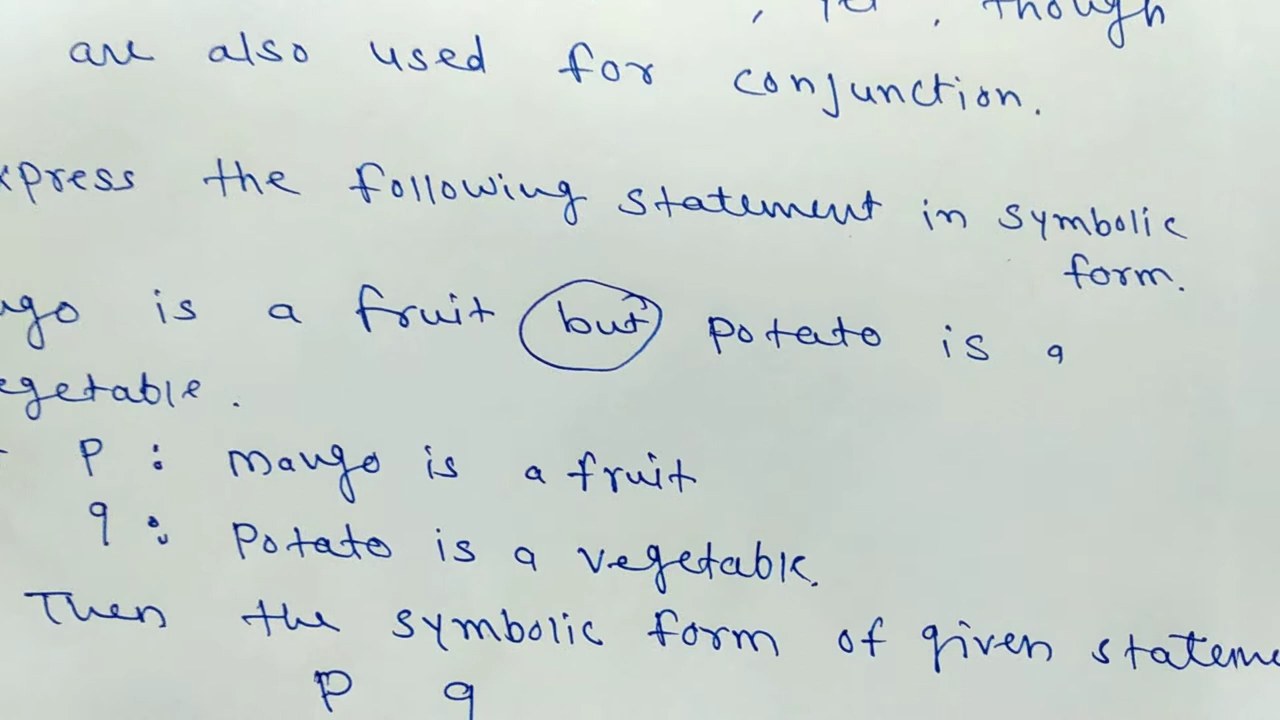 , though
are also used for conjunction.
xpress the following statement in symbolic
form.
ngo is a fruit but potato is a
egetable.
P : mango is a fruit
q : Potato is a vegetable.
Then the symbolic form of given stateme
P q